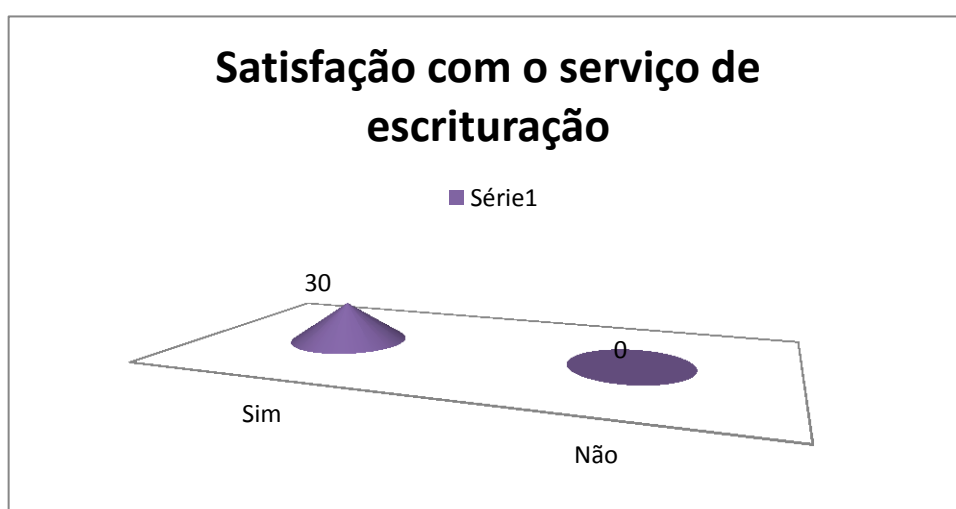 Satisfação com o serviço de
escrituração
Série1
30
0
Sim
Não